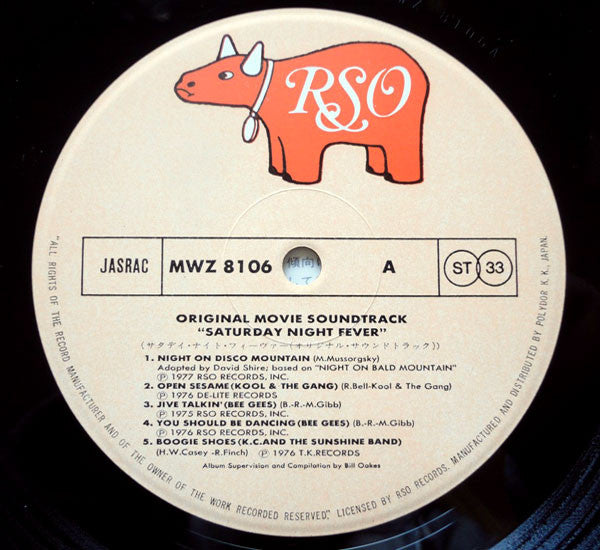 RSO
JASRAC
MWZ 8106
傾向
して
A
ST 33
ORIGINAL MOVIE SOUNDTRACK
"SATURDAY NIGHT FEVER"
(サタデイ・ナイト・フィーヴァー(オリジナル・サウンドトラック))
1. NIGHT ON DISCO MOUNTAIN (M.Mussorgsky)
Adopted by David Shire; based on "NIGHT ON BALD MOUNTAIN"
Ⓟ 1977 RSO RECORDS, INC.
2. OPEN SESAME (KOOL & THE GANG) (R.Bell-Kool & The Gang)
Ⓟ 1976 DE-LITE RECORDS
3. JIVE TALKIN' (BEE GEES) (B.-R.-M.Gibb)
Ⓟ 1975 RSO RECORDS, INC.
4. YOU SHOULD BE DANCING (BEE GEES) (B.-R.-M.Gibb)
Ⓟ 1976 RSO RECORDS, INC.
5. BOOGIE SHOES (K.C.AND THE SUNSHINE BAND)
(H.W.Casey -R.Finch) Ⓟ 1976 T.K.RECORDS
Album Supervision and Compilation by Bill Oakes
"ALL RIGHTS OF THE RECORD MANUFACTURER AND OF THE OWNER OF THE WORK RECORDED RESERVED." LICENSED BY RSO RECORDS. MANUFACTURED AND DISTRIBUTED BY POLYDOR K.K., JAPAN.